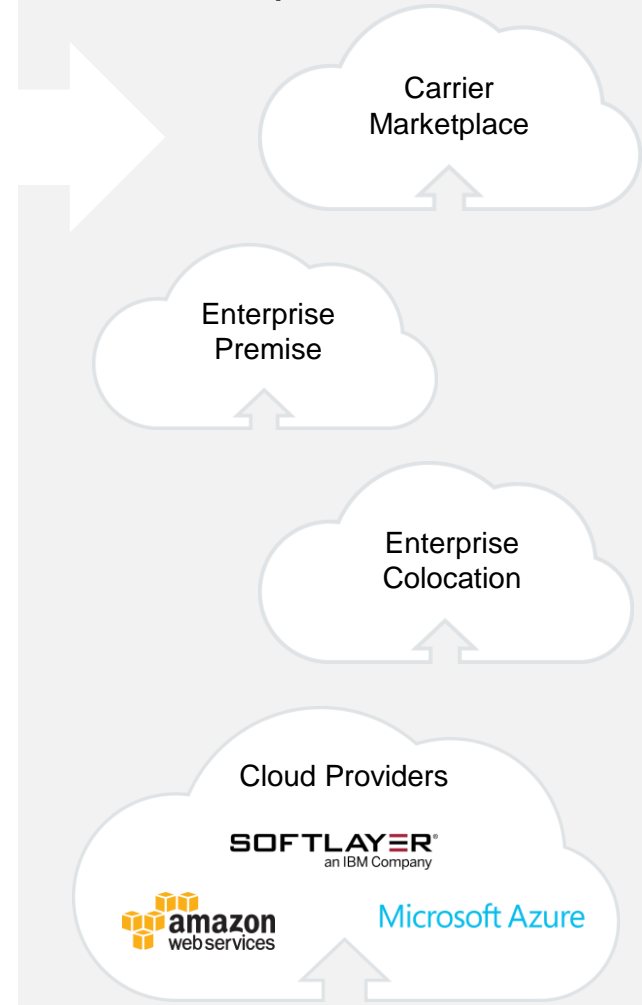 Carrier
Marketplace
Enterprise
Premise
Enterprise
Colocation
Cloud Providers
SOFTLAYER®
an IBM Company
amazon
web services
Microsoft Azure